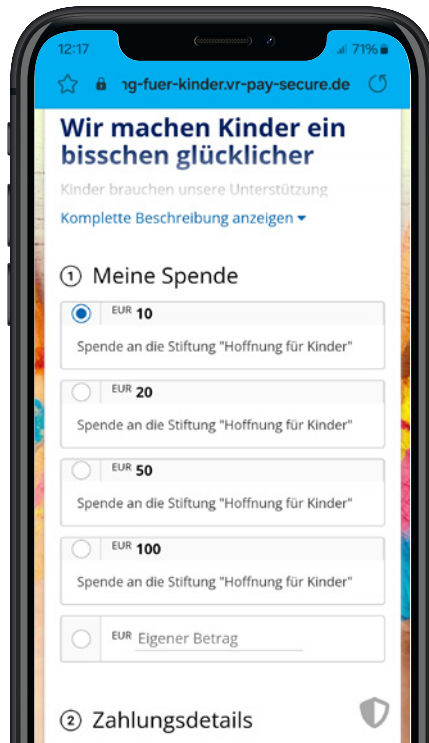 12:17
71%
ng-fuer-kinder.vr-pay-secure.de
Wir machen Kinder ein
bisschen glücklicher
Kinder brauchen unsere Unterstützung
Komplette Beschreibung anzeigen
1 Meine Spende
EUR 10
Spende an die Stiftung "Hoffnung für Kinder"
EUR 20
Spende an die Stiftung "Hoffnung für Kinder"
EUR 50
Spende an die Stiftung "Hoffnung für Kinder"
EUR 100
Spende an die Stiftung "Hoffnung für Kinder"
EUR Eigener Betrag
2 Zahlungsdetails